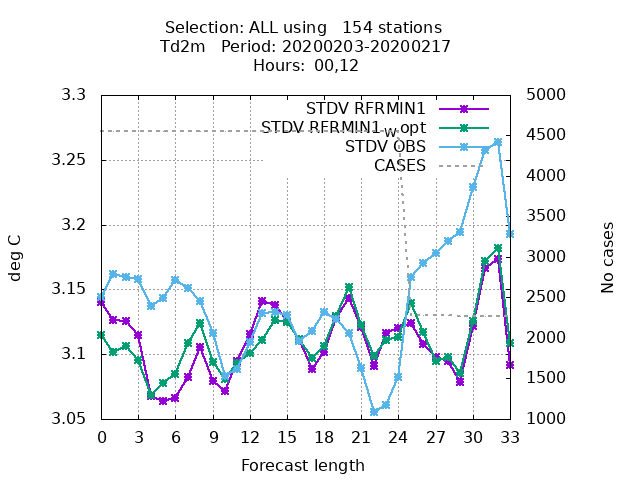 Selection: ALL using   154 stations
Td2m   Period: 20200203-20200217
Hours:  00,12
STDV RFRMIN1
STDV RFRMIN1_w_opt
STDV OBS
CASES
3.3
3.25
3.2
3.15
3.1
3.05
5000
4500
4000
3500
3000
2500
2000
1500
1000
deg C
No cases
0 3 6 9 12 15 18 21 24 27 30 33
Forecast length